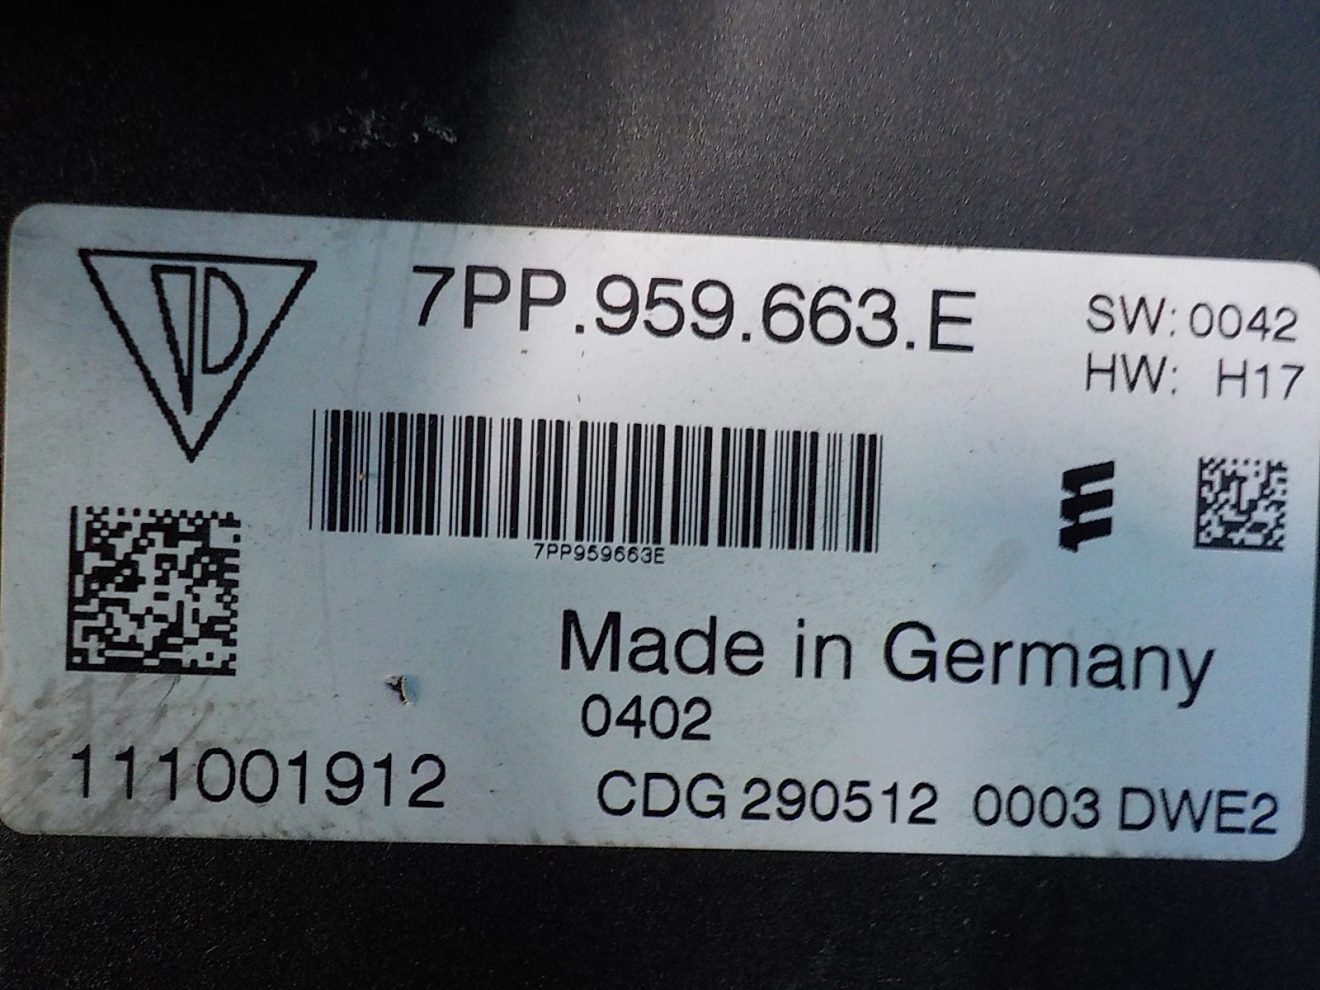 7PP.959.663.E
SW: 0042
HW: H17
7PP959663E
Made in Germany
0402
111001912
CDG 290512 0003 DWE2